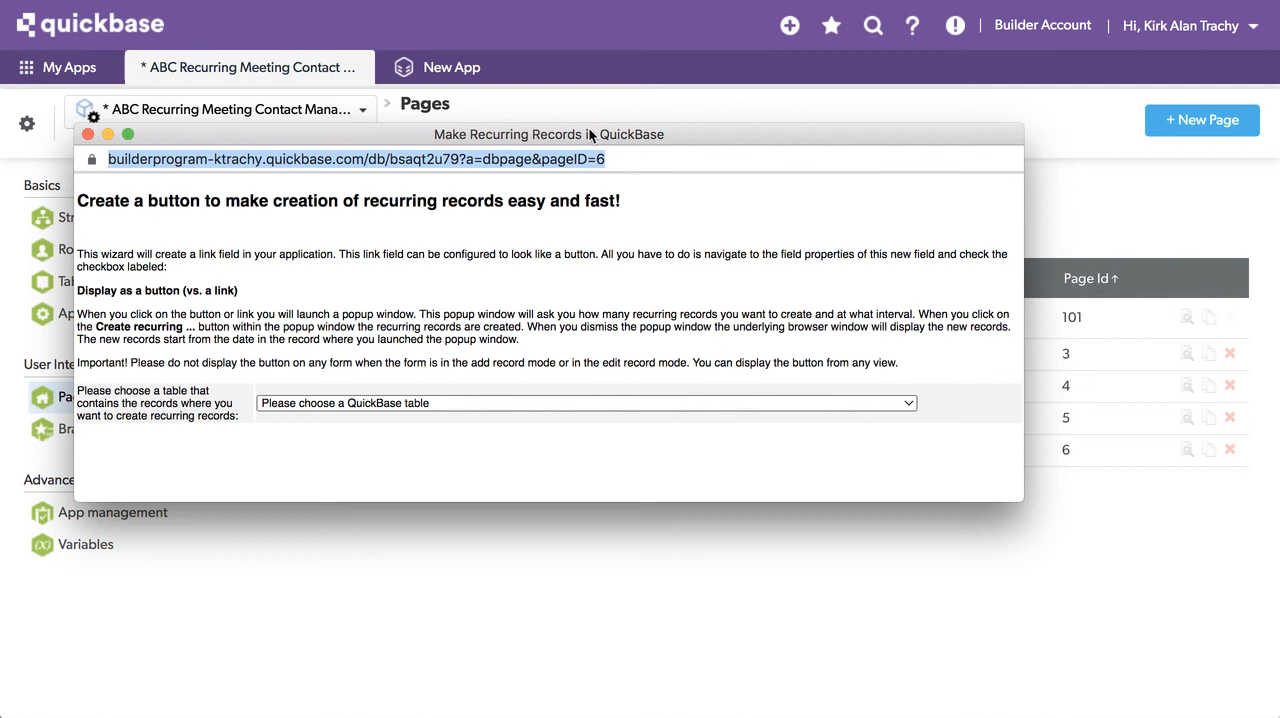 quickbase
Builder Account
Hi, Kirk Alan Trachy
My Apps
* ABC Recurring Meeting Contact ...
New App
* ABC Recurring Meeting Contact Mana...
Pages
+ New Page
Make Recurring Records i QuickBase
builderprogram-ktrachy.quickbase.com/db/bsaqt2u79?a=dbpage&pageID=6
Create a button to make creation of recurring records easy and fast!
This wizard will create a link field in your application. This link field can be configured to look like a button. All you have to do is navigate to the field properties of this new field and check the
checkbox labeled:
Display as a button (vs. a link)
When you click on the button or link you will launch a popup window. This popup window will ask you how many recurring records you want to create and at what interval. When you click on
the Create recurring ... button within the popup window the recurring records are created. When you dismiss the popup window the underlying browser window will display the new records.
The new records start from the date in the record where you launched the popup window.
Important! Please do not display the button on any form when the form is in the add record mode or in the edit record mode. You can display the button from any view.
Please choose a table that
contains the records where you
want to create recurring records:
Please choose a QuickBase table
Basics
Str
Ro
Tab
Ap
User Inte
Pa
Bra
Advance
App management
Variables
Page Id
101
3
4
5
6